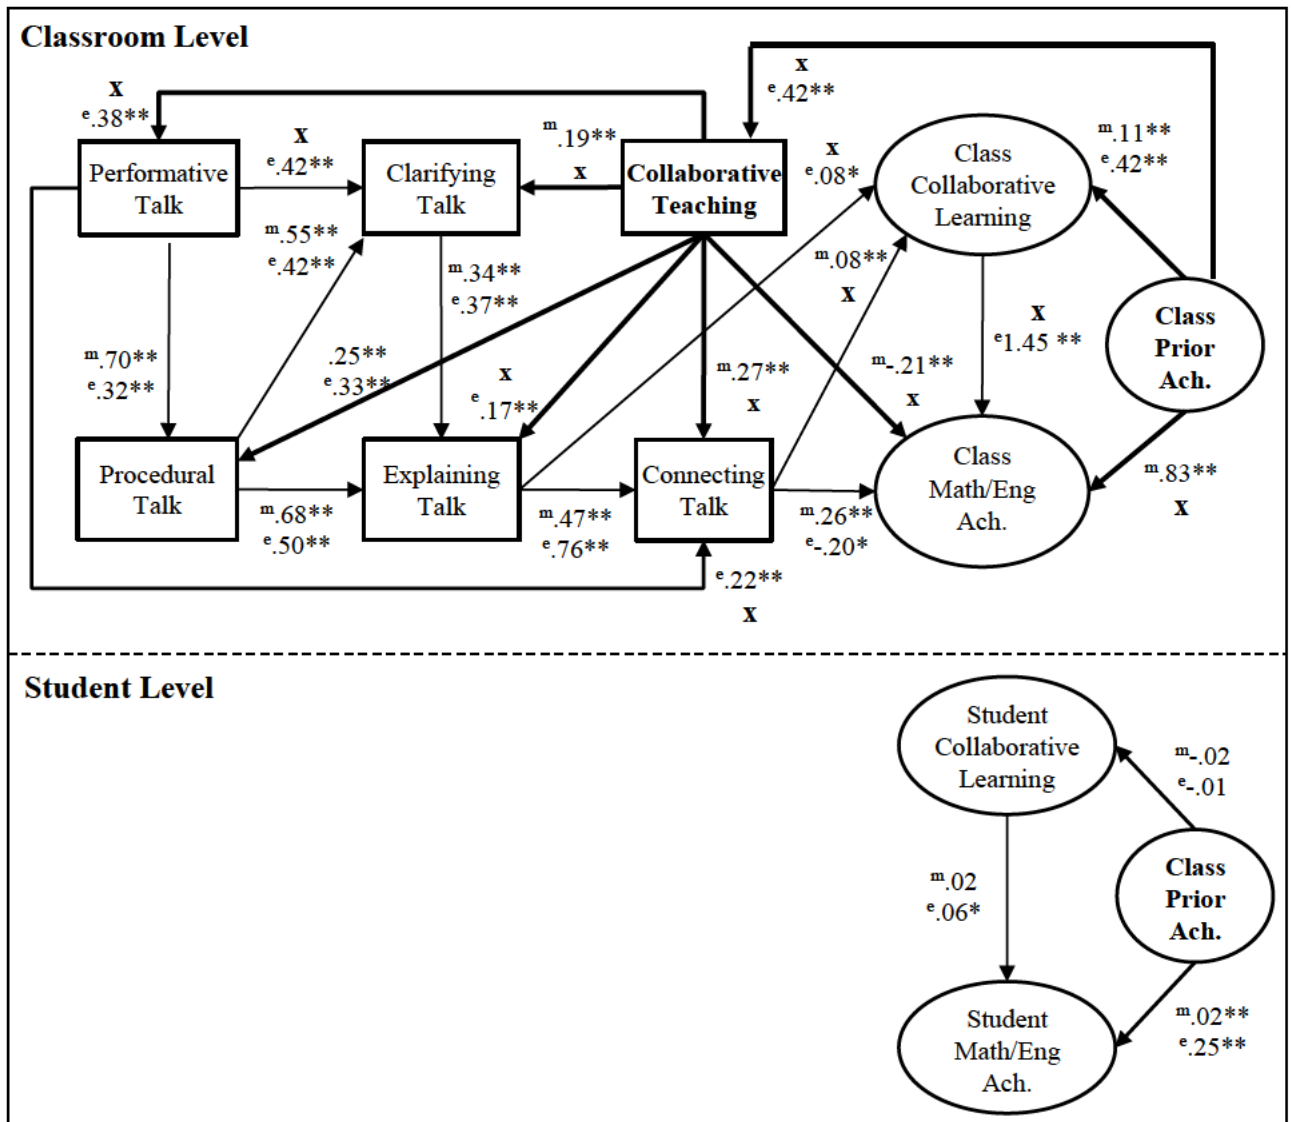 Classroom Level
x
e.38**
x
e.42**
m.19**
x
x
e.42**
x
e.08*
m.11**
e.42**
Performative
Talk
Clarifying
Talk
Collaborative
Teaching
Class
Collaborative
Learning
m.55**
e.42**
m.34**
e.37**
m.08**
x
x
e1.45 **
Class
Prior
Ach.
m.70**
e.32**
.25**
e.33**
x
e.17**
m.27**
x
m-.21**
x
Procedural
Talk
Explaining
Talk
Connecting
Talk
Class
Math/Eng
Ach.
m.83**
x
m.68**
e.50**
m.47**
e.76**
m.26**
e-.20*
e.22**
x
Student Level
Student
Collaborative
Learning
m-.02
e-.01
m.02
e.06*
Class
Prior
Ach.
Student
Math/Eng
Ach.
m.02**
e.25**